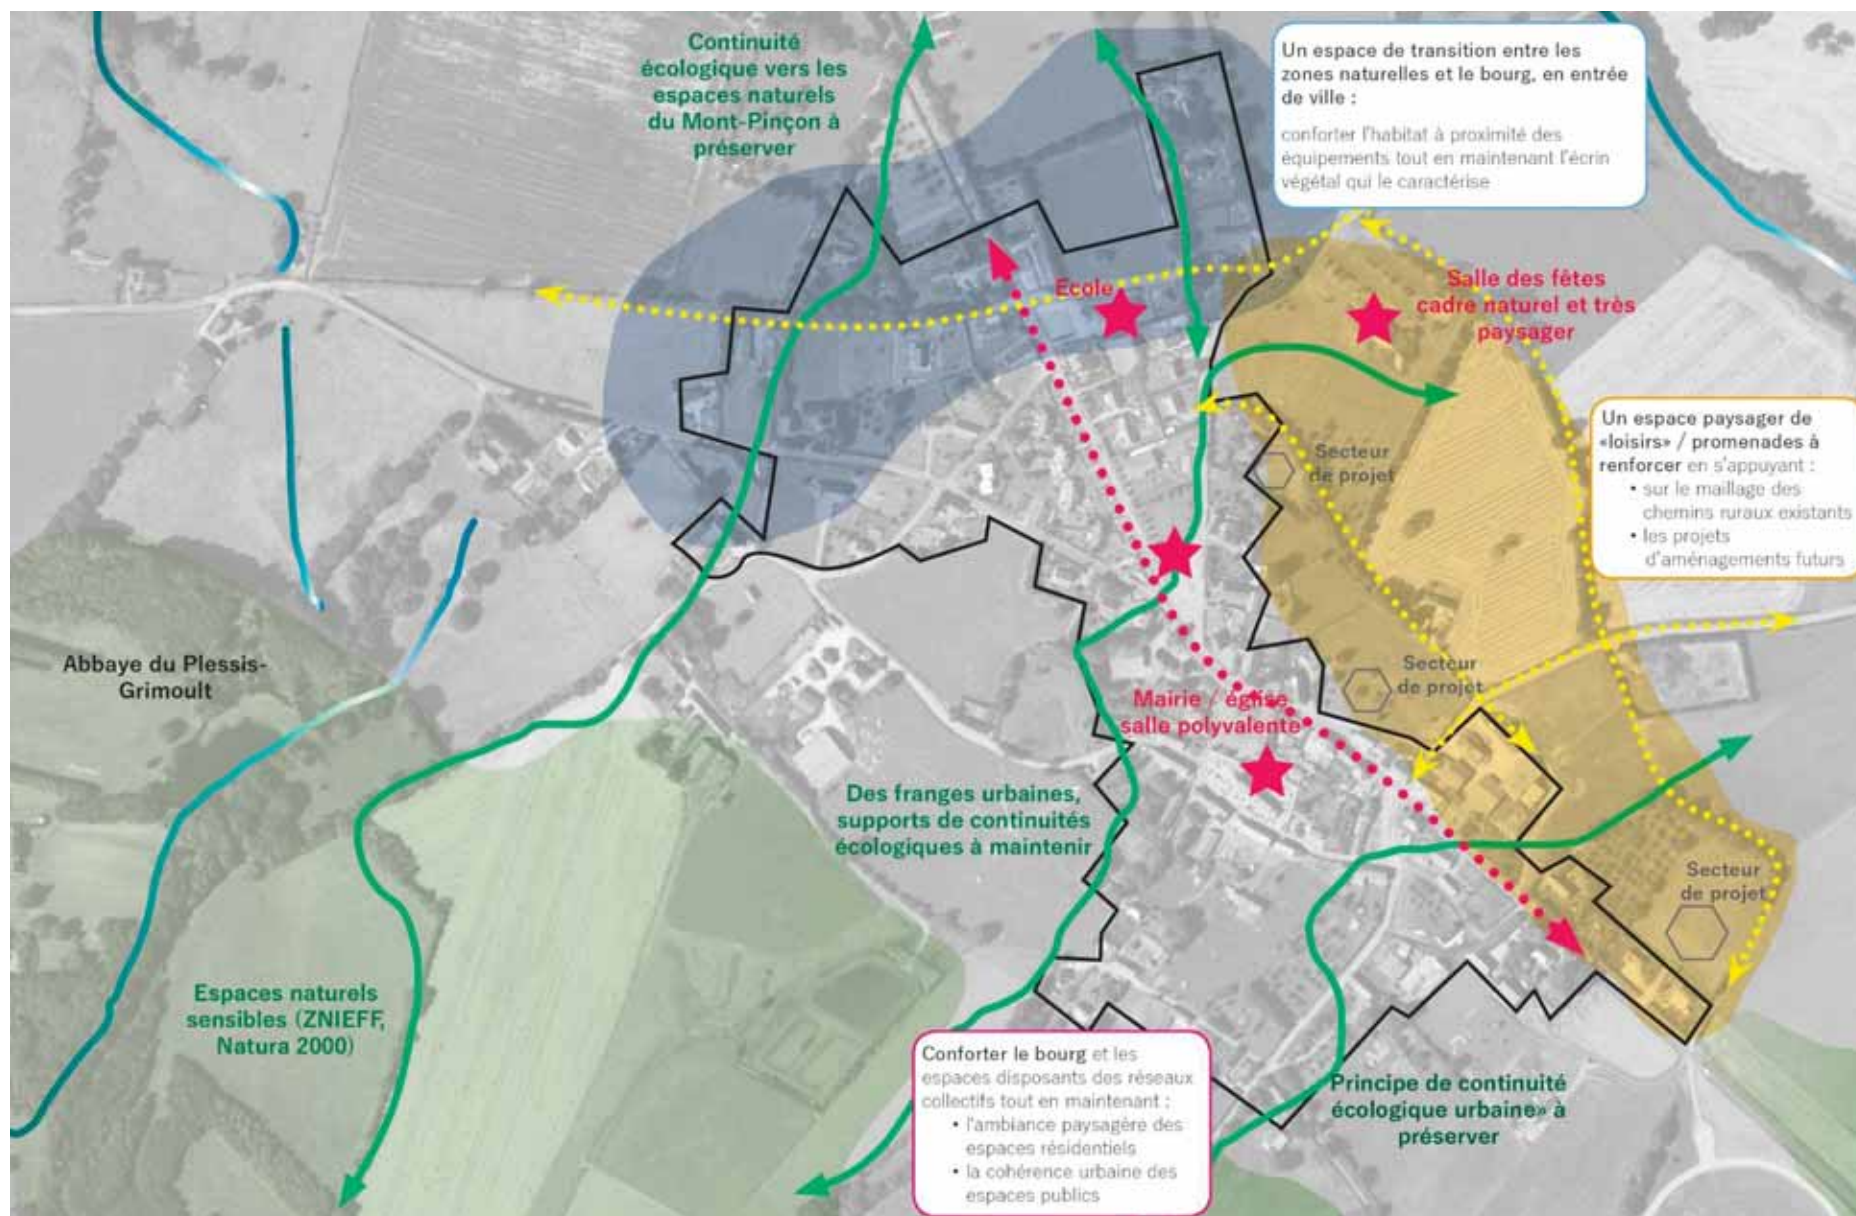 Continuité
écologique vers les
espaces naturels
du Mont-Pinçon à
préserver
Un espace de transition entre les
zones naturelles et le bourg, en entrée
de ville :
conforter l'habitat à proximité des
équipements tout en maintenant l'écrin
végétal qui le caractérise
Ecole
Salle des fêtes
cadre naturel et très
paysager
Un espace paysager de
«loisirs» / promenades à
renforcer en s'appuyant :
• sur le maillage des
chemins ruraux existants
• les projets
d'aménagements futurs
Secteur
de projet
Abbaye du Plessis-
Grimoult
Secteur
de projet
Mairie / église
salle polyvalente
Des franges urbaines,
supports de continuités
écologiques à maintenir
Secteur
de projet
Espaces naturels
sensibles (ZNIEFF,
Natura 2000)
Conforter le bourg et les
espaces disposants des réseaux
collectifs tout en maintenant :
• l'ambiance paysagère des
espaces résidentiels
• la cohérence urbaine des
espaces publics
Principe de continuité
écologique urbaine» à
préserver